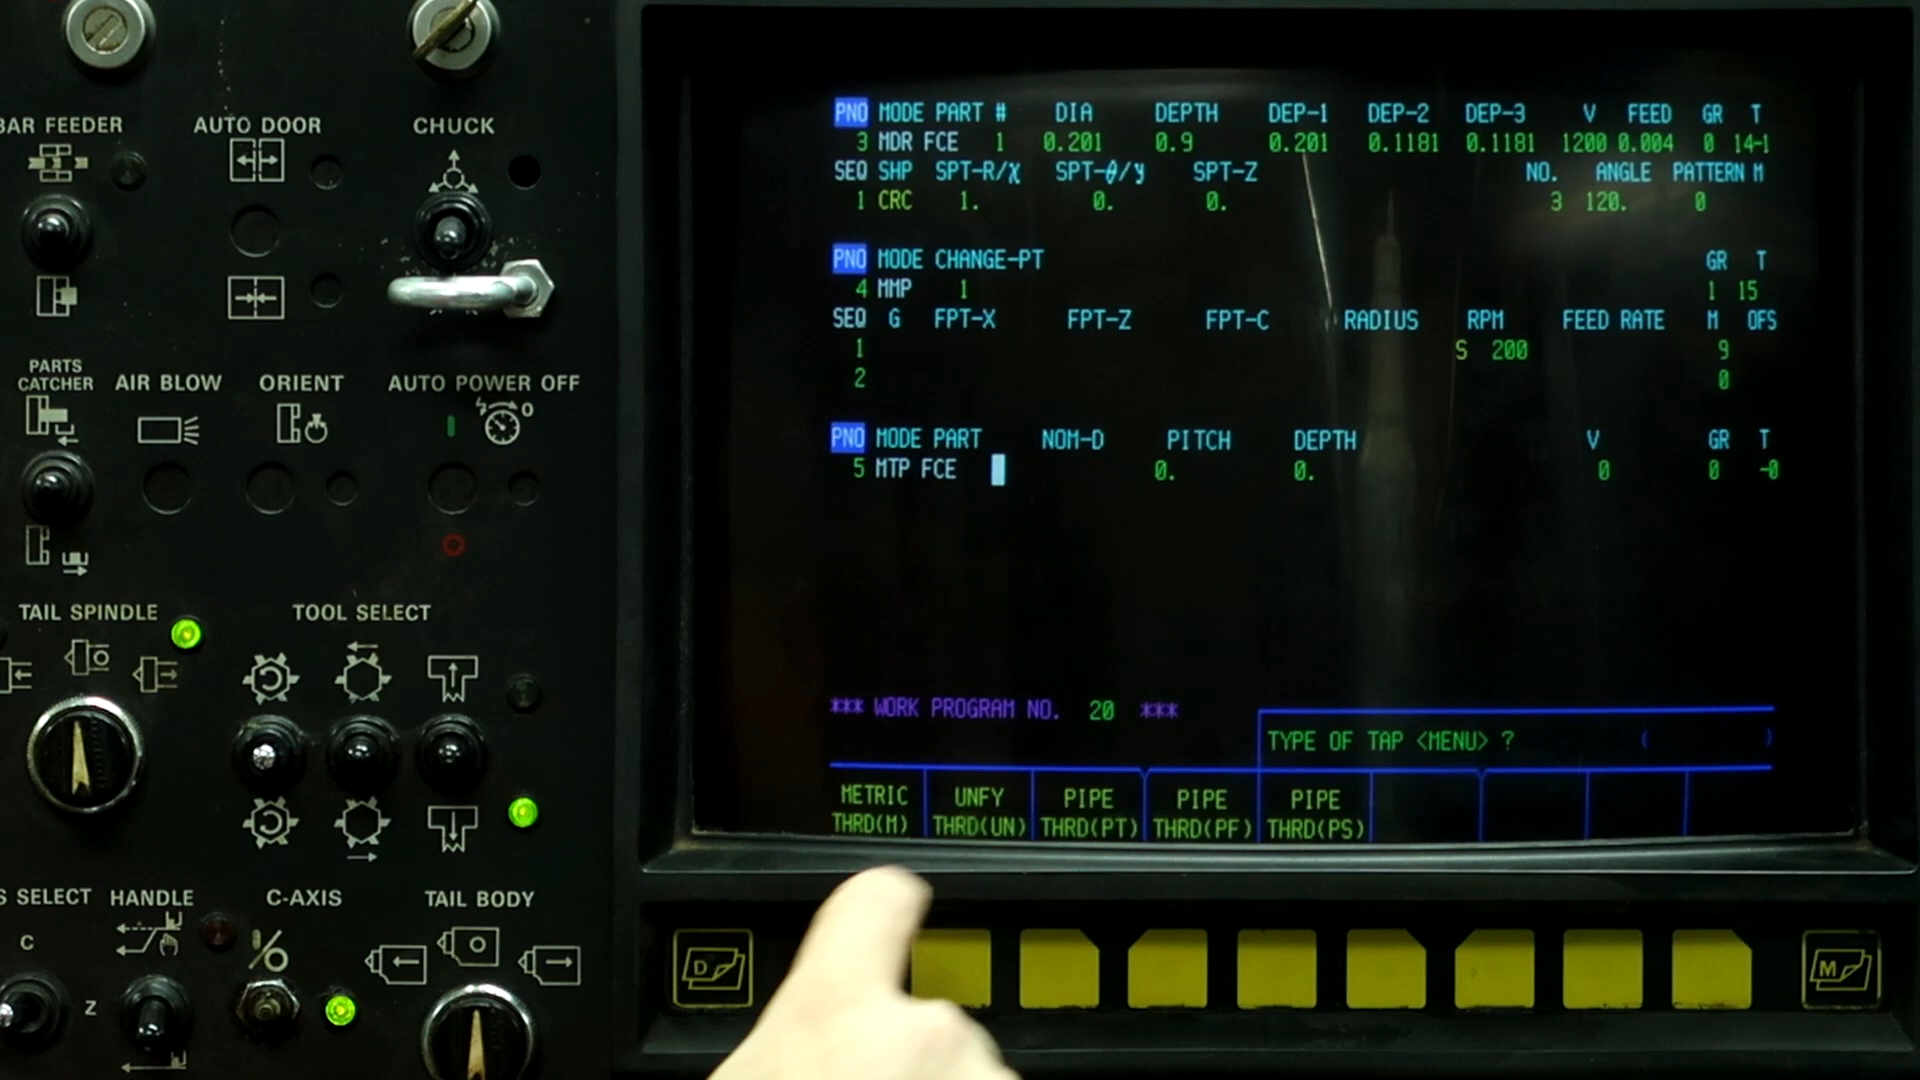 BAR FEEDER AUTO DOOR CHUCK
PARTS
CATCHER AIR BLOW ORIENT AUTO POWER OFF
O
TAIL SPINDLE TOOL SELECT
S SELECT HANDLE C-AXIS TAIL BODY
C
Z
PNO MODE PART # DIA DEPTH DEP-1 DEP-2 DEP-3 V FEED GR T
3 MDR FCE 1 0.201 0.9 0.201 0.1181 0.1181 1200 0.004 0 14-1
SEQ SHP SPT-R/χ SPT-θ/y SPT-Z NO. ANGLE PATTERN M
1 CRC 1. 0. 0. 3 120. 0
PNO MODE CHANGE-PT GR T
4 MMP 1 1 15
SEQ G FPT-X FPT-Z FPT-C RADIUS RPM FEED RATE M OFS
1 S 200 9
2 0
PNO MODE PART NOM-D PITCH DEPTH V GR T
5 MTP FCE 0. 0. 0 0 -0
*** WORK PROGRAM NO. 20 ***
TYPE OF TAP <MENU> ? ( )
METRIC UNFY PIPE PIPE PIPE
THRD(M) THRD(UN) THRD(PT) THRD(PF) THRD(PS)
D M